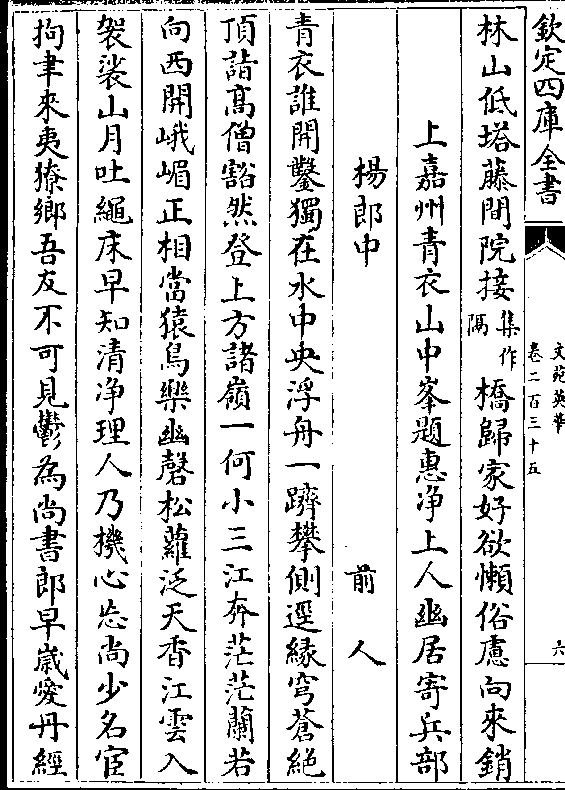 欽定四庫全書
文苑英華
卷二百三十五
六
林山低塔藤間院接集作隅橋歸家好欲懶俗慮向來銷
上嘉州青衣山中峯題惠净上人幽居寄兵部
楊郎中
前人
青衣誰開鑿獨在水中央浮舟一躋攀側逕縁穹蒼絶
頂詣高僧豁然登上方諸嶺一何小三江奔茫茫蘭若
向西開峨嵋正相當猿鳥樂幽磬松蘿泛天香江雲入
袈裟山月吐繩床早知清净理人乃機心忘尚少名宦
拘聿來夷獠鄉吾友不可見鬱為尚書郎早嵗愛丹經